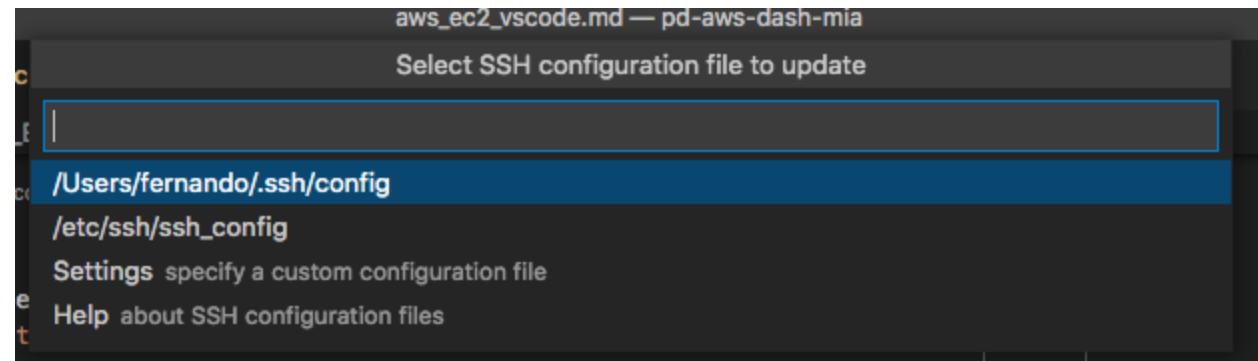 aws_ec2_vscode.md — pd-aws-dash-mia
Select SSH configuration file to update
/Users/fernando/.ssh/config
/etc/ssh/ssh_config
Settings specify a custom configuration file
Help about SSH configuration files